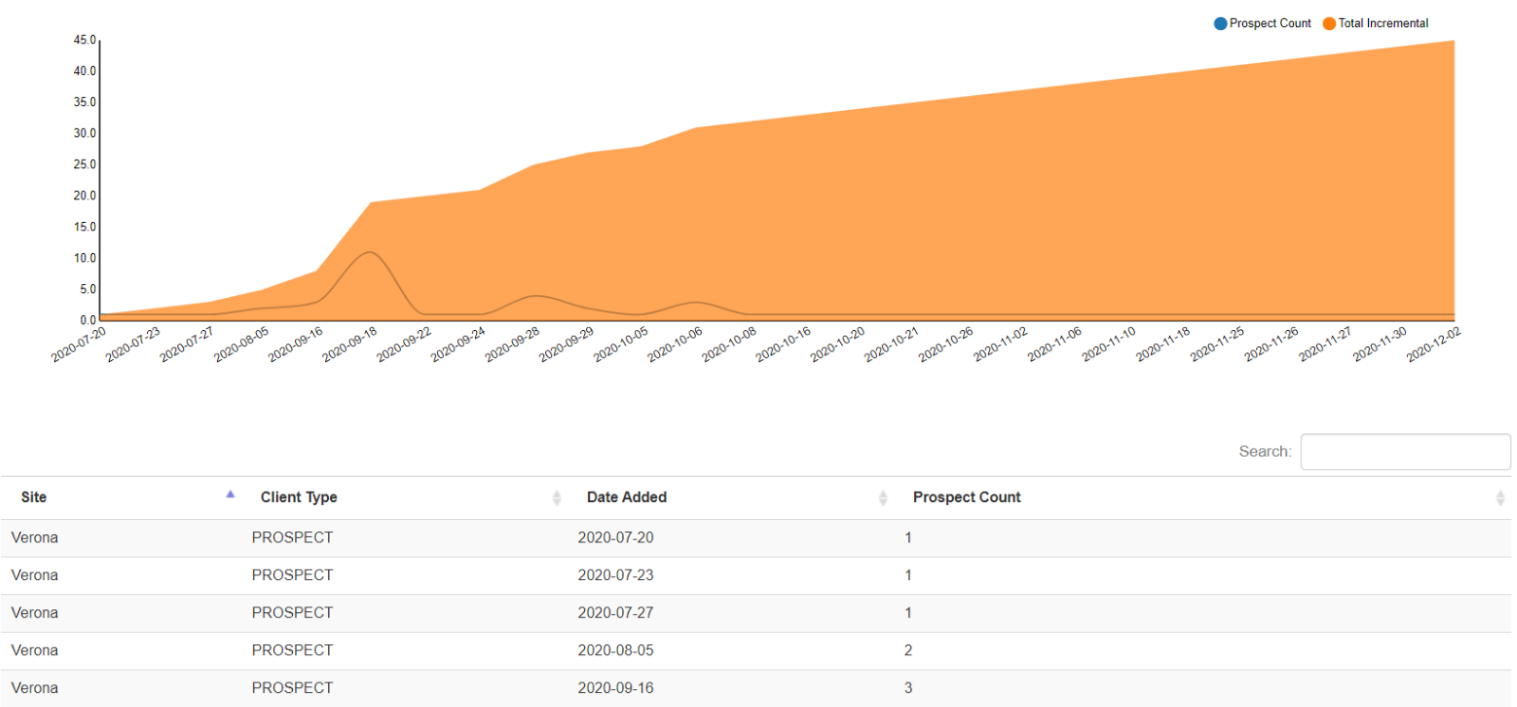 Prospect Count Total Incremental
45.0
40.0
35.0
30.0
25.0
20.0
15.0
10.0
5.0
0.0
2020-07-20 2020-07-23 2020-07-27 2020-08-05 2020-09-16 2020-09-18 2020-09-22 2020-09-24 2020-09-28 2020-09-29 2020-10-05 2020-10-06 2020-10-08 2020-10-16 2020-10-20 2020-10-21 2020-10-26 2020-11-02 2020-11-06 2020-11-10 2020-11-18 2020-11-25 2020-11-26 2020-11-27 2020-11-30 2020-12-02
Search:
Site Client Type Date Added Prospect Count
Verona PROSPECT 2020-07-20 1
Verona PROSPECT 2020-07-23 1
Verona PROSPECT 2020-07-27 1
Verona PROSPECT 2020-08-05 2
Verona PROSPECT 2020-09-16 3